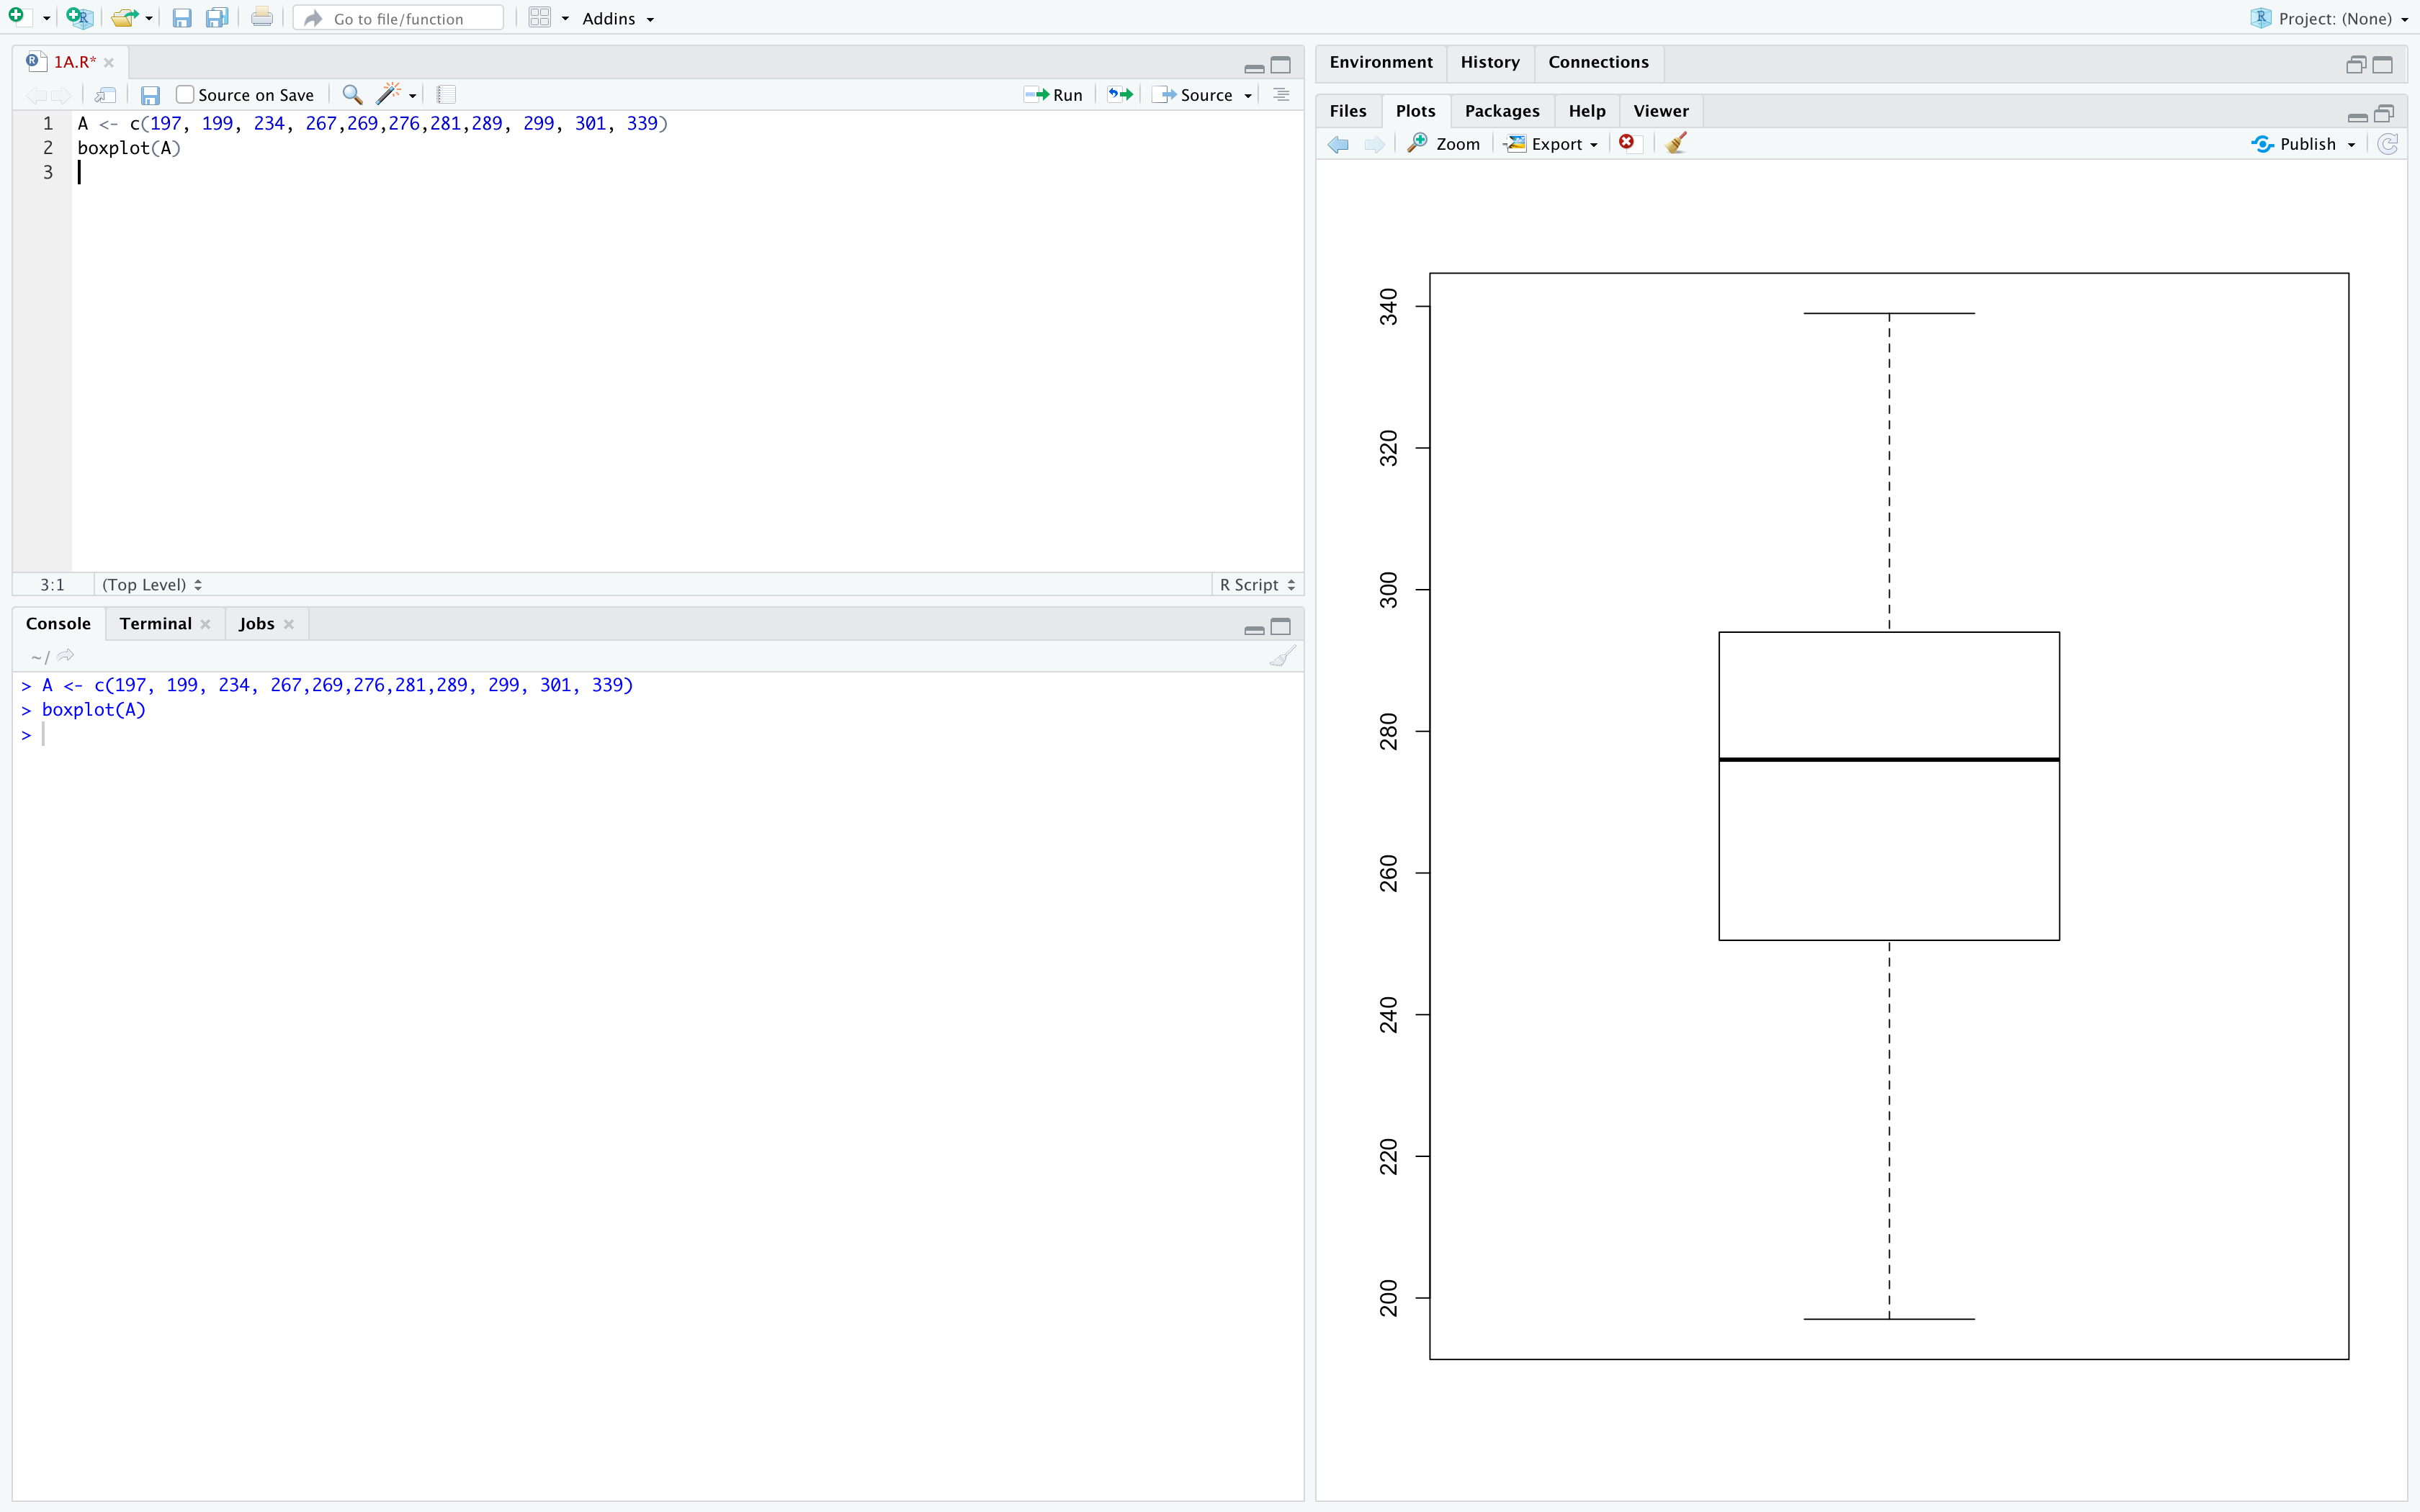 Go to file/function
Addins
Project: (None)
1A.R*
Source on Save
Run
Source
1 A <- c(197, 199, 234, 267,269,276,281,289, 299, 301, 339)
2 boxplot(A)
3
3:1 (Top Level) R Script
Console Terminal Jobs
~/
> A <- c(197, 199, 234, 267,269,276,281,289, 299, 301, 339)
> boxplot(A)
>
Environment History Connections
Files Plots Packages Help Viewer
Zoom Export Publish
340
320
300
280
260
240
220
200